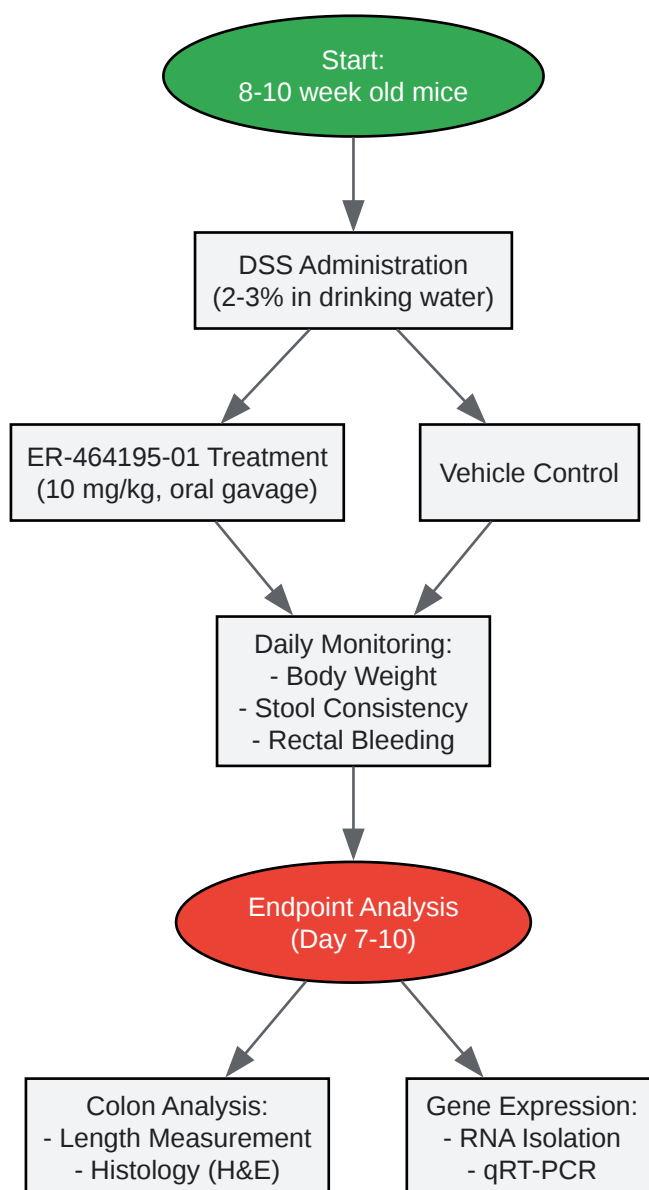 Start:
8-10 week old mice
DSS Administration
(2-3% in drinking water)
ER-464195-01 Treatment
(10 mg/kg, oral gavage)
Vehicle Control
Daily Monitoring:
- Body Weight
- Stool Consistency
- Rectal Bleeding
Endpoint Analysis
(Day 7-10)
Colon Analysis:
- Length Measurement
- Histology (H&E)
Gene Expression:
- RNA Isolation
- qRT-PCR